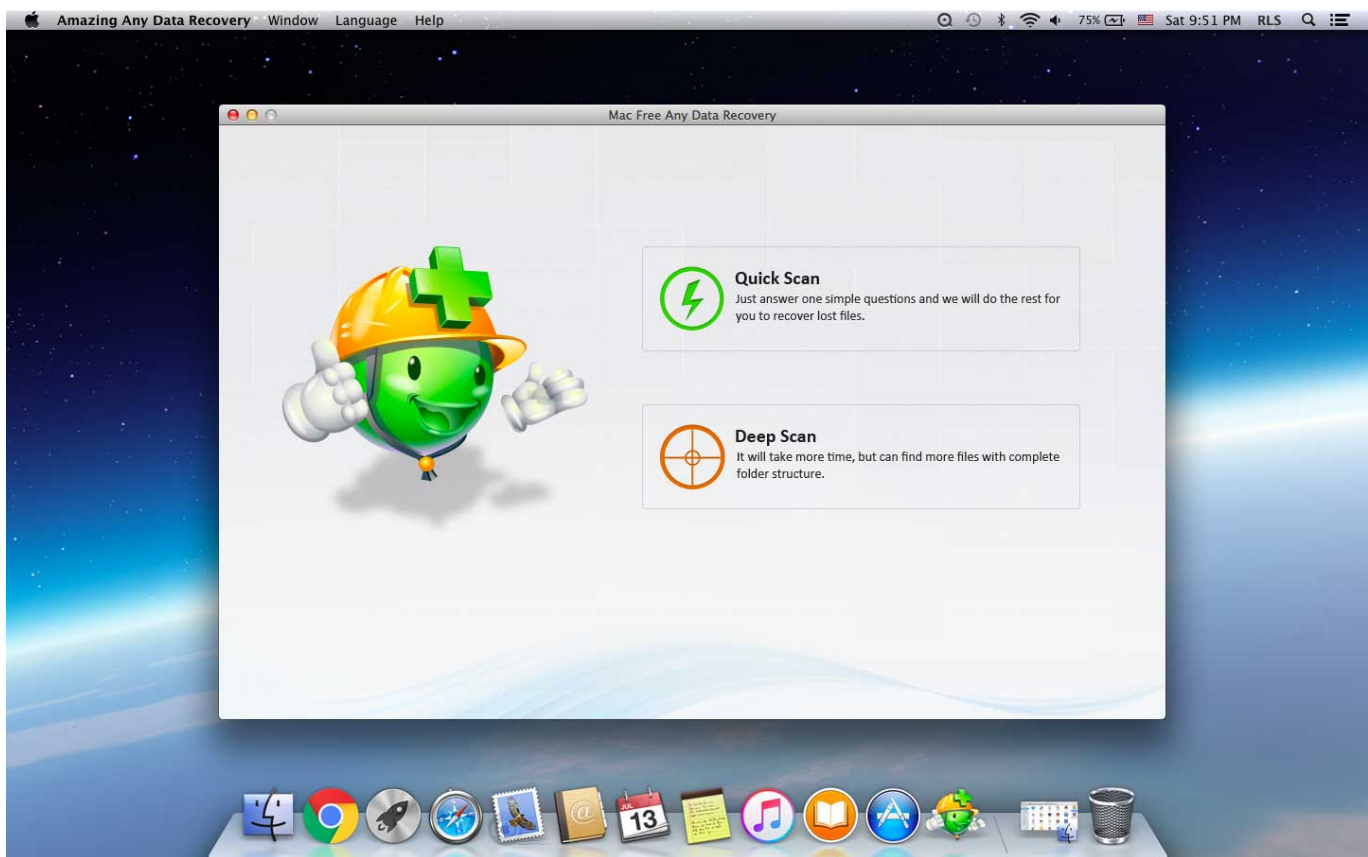 Amazing Any Data Recovery Window Language Help 75% Sat 9:51 PM RLS
Mac Free Any Data Recovery
Quick Scan
Just answer one simple questions and we will do the rest for
you to recover lost files.
Deep Scan
It will take more time, but can find more files with complete
folder structure.
JUL
13